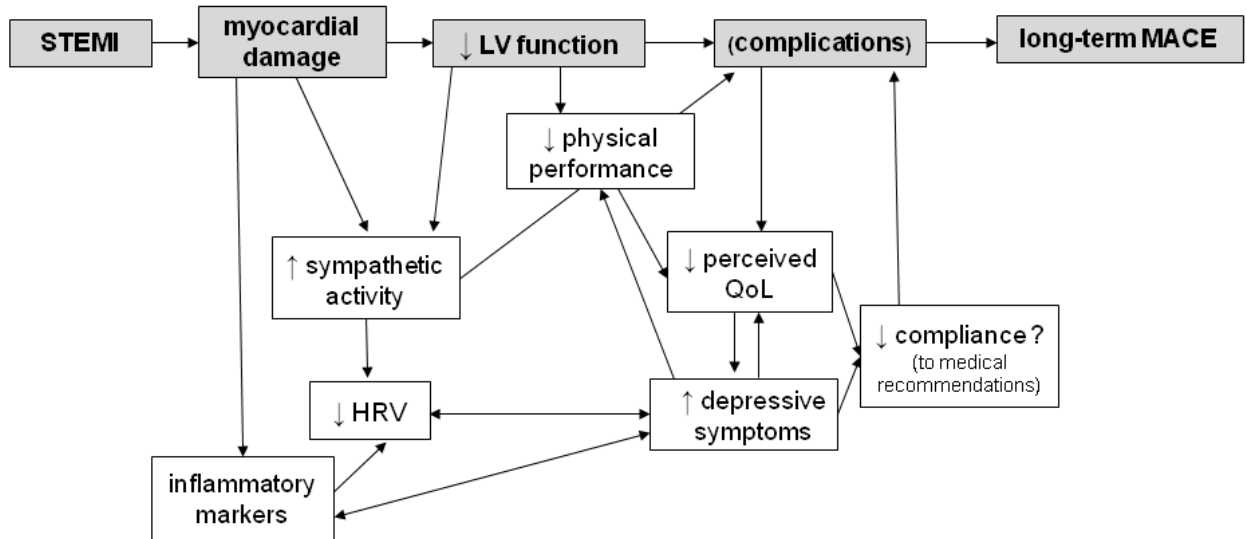 STEMI
myocardial
damage
↓ LV function
(complications)
long-term MACE
↓ physical
performance
↑ sympathetic
activity
↓ perceived
QoL
↓ compliance ?
(to medical
recommendations)
↓ HRV
↑ depressive
symptoms
inflammatory
markers